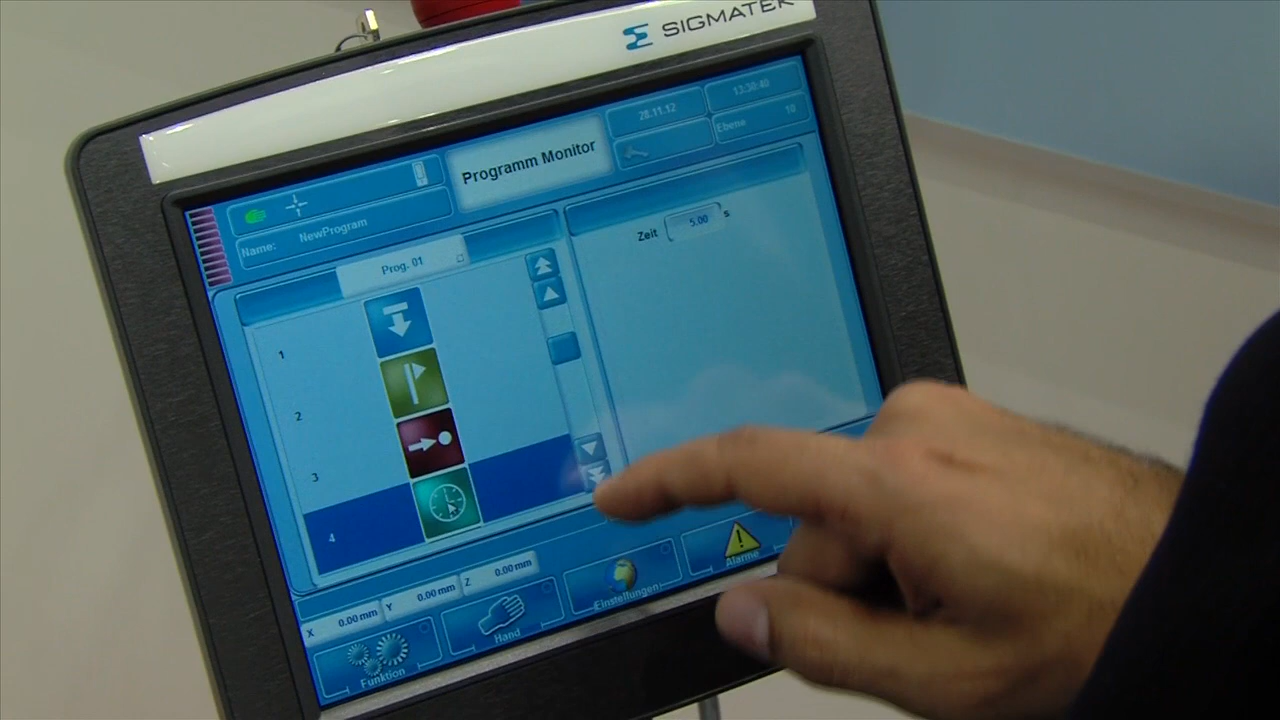 SIGMATEK
Programm Monitor
28.11.12
13:30:40
Ebene 10
Name: NewProgram
Prog. 01
Zeit 5.00 s
1
2
3
4
X 0.00 mm Y 0.00 mm Z 0.00 mm
Funktion
Hand
Einstellungen
Alarme